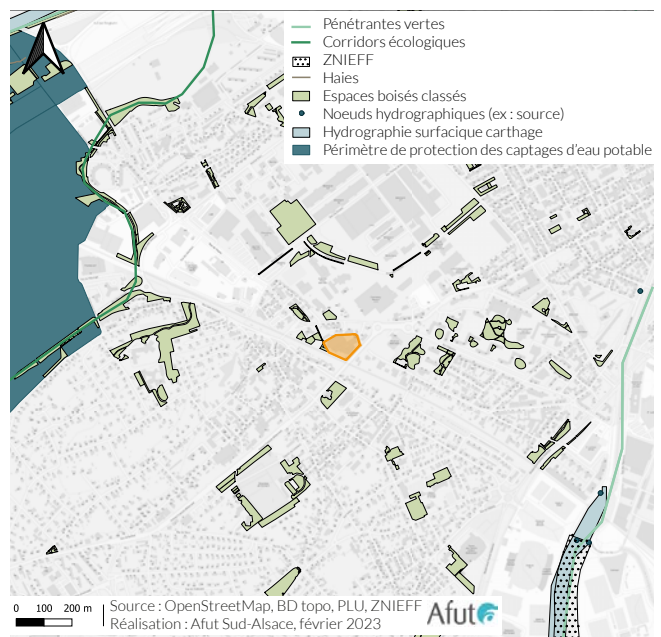 Pénétrantes vertes
Corridors écologiques
ZNIEFF
Haies
Espaces boisés classés
Noeuds hydrographiques (ex : source)
Hydrographie surfacique carthage
Périmètre de protection des captages d'eau potable
0 100 200 m
Source : OpenStreetMap, BD topo, PLU, ZNIEFF
Réalisation : Afut Sud-Alsace, février 2023
Afut